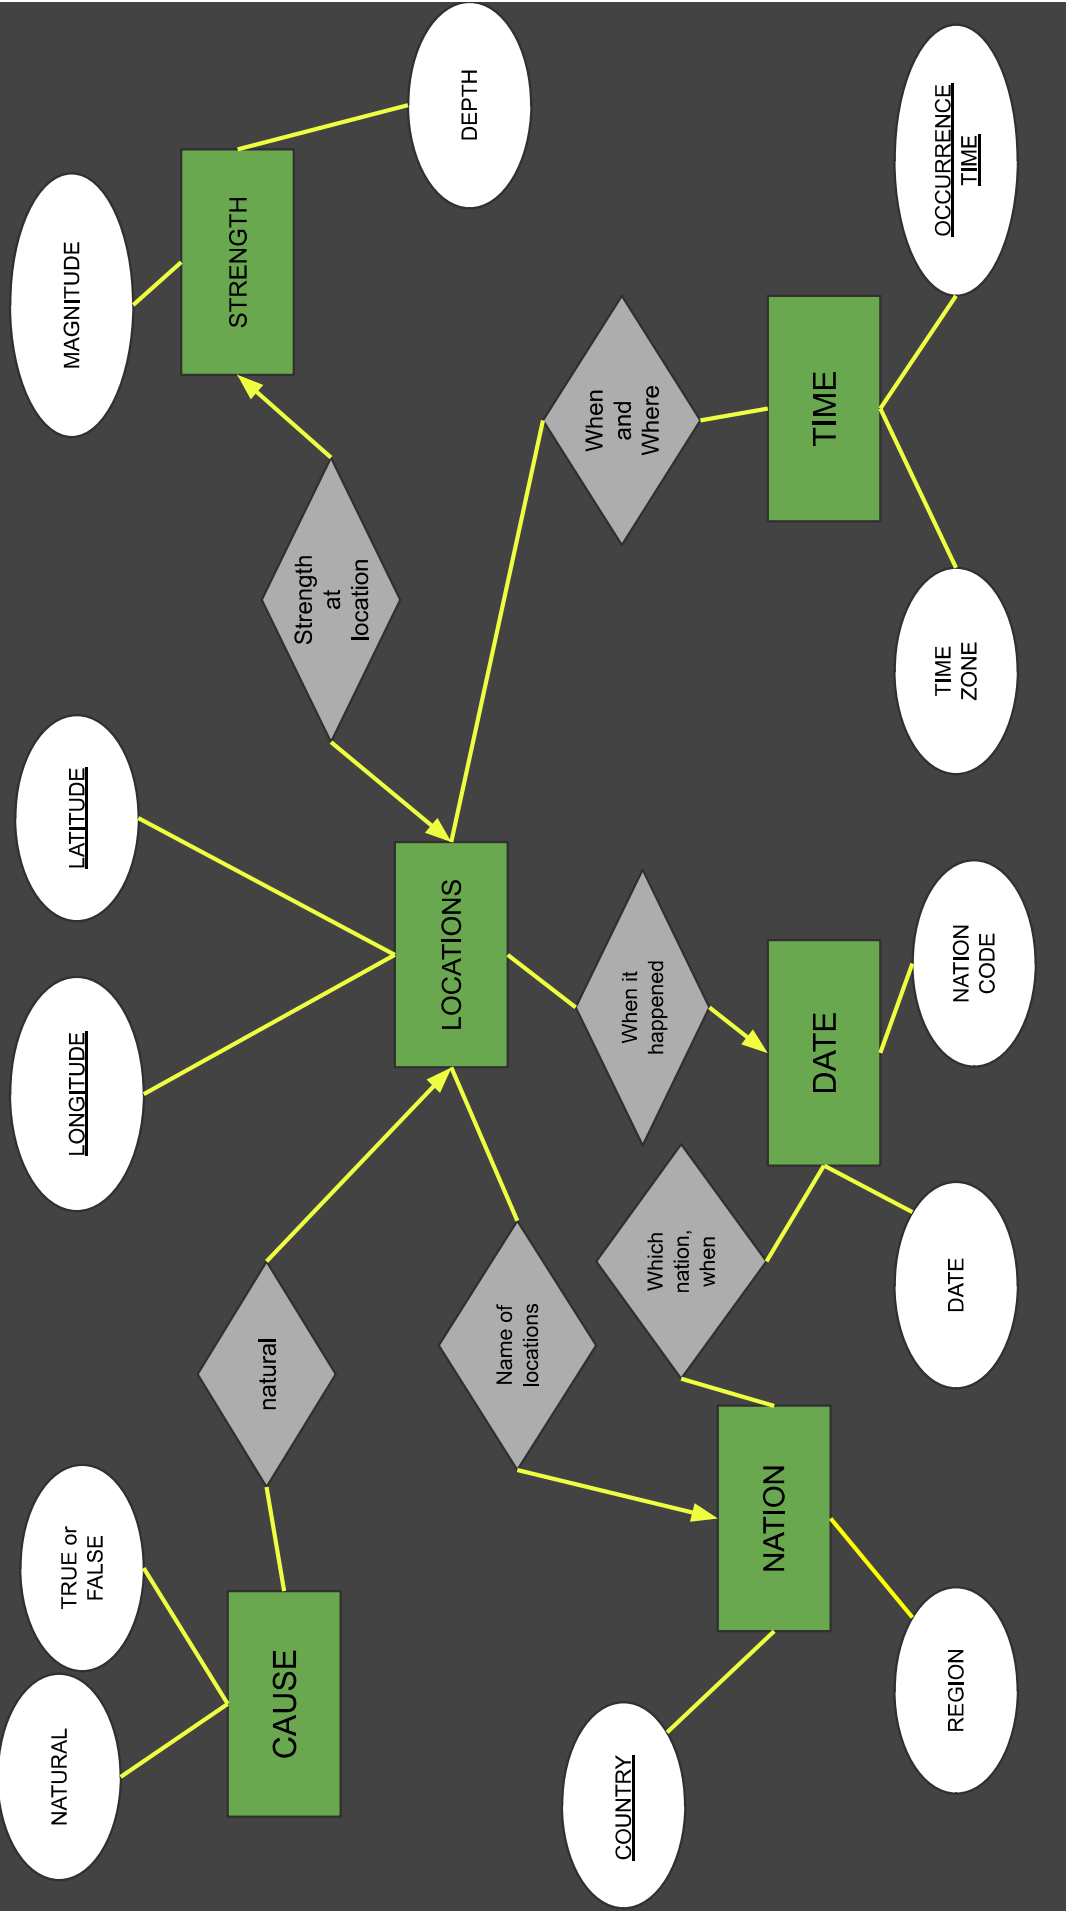 NATURAL
TRUE or
FALSE
LONGITUDE
LATITUDE
MAGNITUDE
CAUSE
natural
Strength
at
location
STRENGTH
LOCATIONS
DEPTH
Name of
locations
When
and
Where
COUNTRY
When it
happened
Which
nation,
when
NATION
DATE
TIME
REGION
DATE
NATION
CODE
TIME
ZONE
OCCURRENCE
TIME